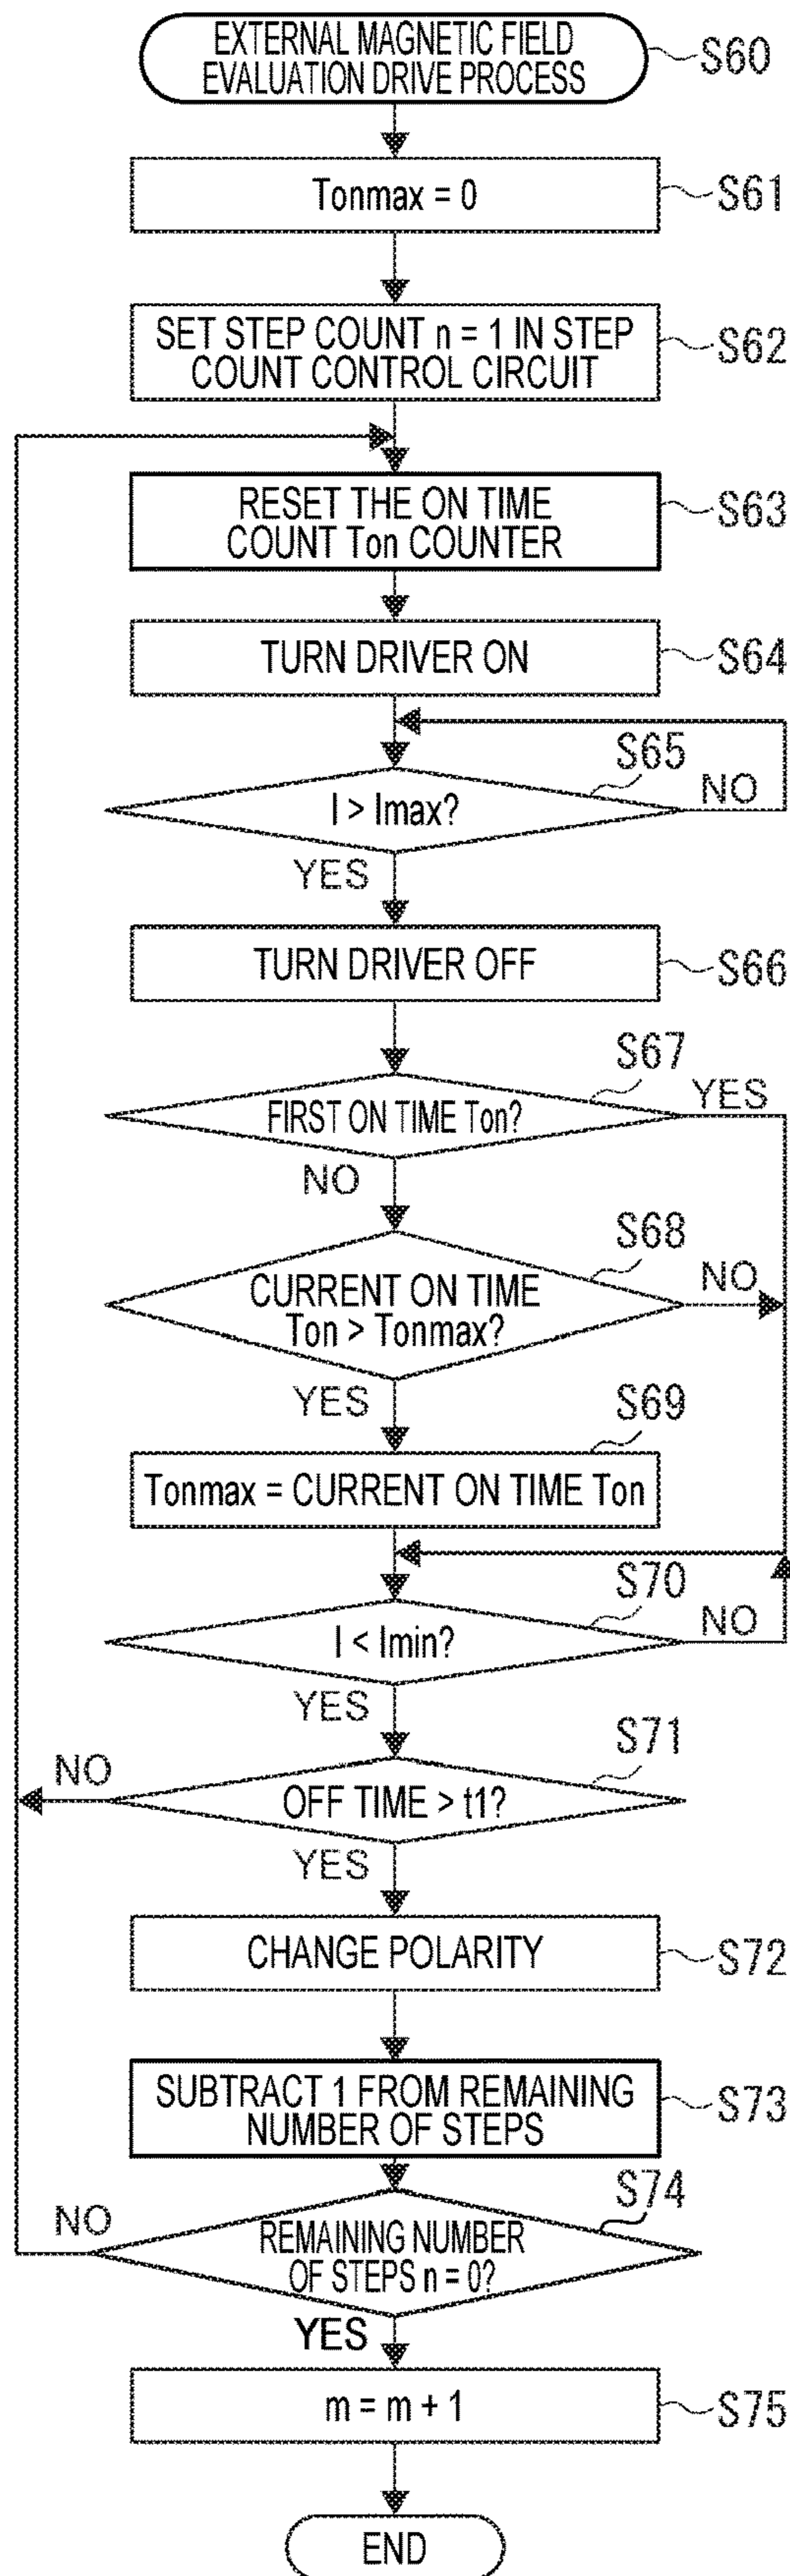 EXTERNAL MAGNETIC FIELD
EVALUATION DRIVE PROCESS
S60
Tonmax = 0
S61
SET STEP COUNT n = 1 IN STEP
COUNT CONTROL CIRCUIT
S62
RESET THE ON TIME
COUNT Ton COUNTER
S63
TURN DRIVER ON
S64
S65
I > Imax?
NO
YES
TURN DRIVER OFF
S66
S67
FIRST ON TIME Ton?
YES
NO
S68
CURRENT ON TIME
Ton > Tonmax?
NO
YES
S69
Tonmax = CURRENT ON TIME Ton
S70
I < Imin?
NO
YES
S71
NO
OFF TIME > t1?
YES
CHANGE POLARITY
S72
SUBTRACT 1 FROM REMAINING
NUMBER OF STEPS
S73
S74
NO
REMAINING NUMBER
OF STEPS n = 0?
YES
m = m + 1
S75
END